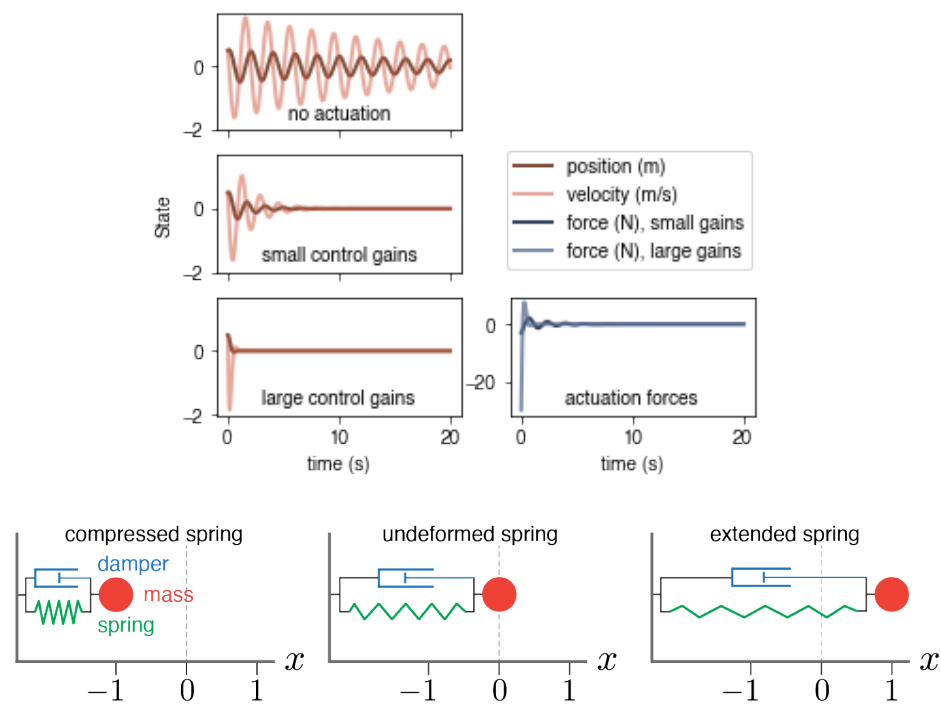 0
−2
no actuation
State
0
−2
small control gains
position (m)
velocity (m/s)
force (N), small gains
force (N), large gains
0
−2
large control gains
0 10 20
time (s)
0
−20
actuation forces
0 10 20
time (s)
compressed spring
damper
mass
spring
x
−1 0 1
undeformed spring
x
−1 0 1
extended spring
x
−1 0 1